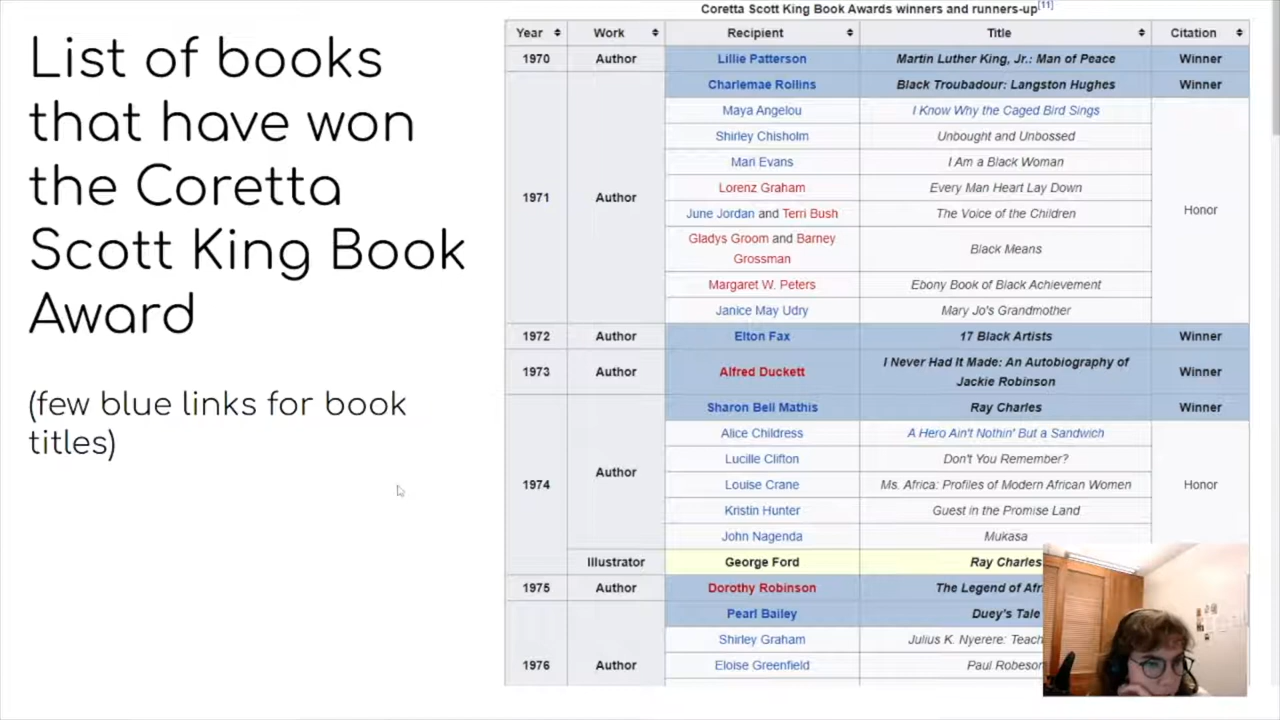 List of books
that have won
the Coretta
Scott King Book
Award
(few blue links for book
titles)
Coretta Scott King Book Awards winners and runners-up[11]
Year Work Recipient Title Citation
1970 Author Lillie Patterson Martin Luther King, Jr.: Man of Peace Winner
Charlemae Rollins Black Troubadour: Langston Hughes Winner
Maya Angelou I Know Why the Caged Bird Sings
Shirley Chisholm Unbought and Unbossed
Mari Evans I Am a Black Woman
Lorenz Graham Every Man Heart Lay Down
1971 Author Honor
June Jordan and Terri Bush The Voice of the Children
Gladys Groom and Barney
Grossman Black Means
Margaret W. Peters Ebony Book of Black Achievement
Janice May Udry Mary Jo's Grandmother
1972 Author Elton Fax 17 Black Artists Winner
1973 Author Alfred Duckett I Never Had It Made: An Autobiography of
Jackie Robinson Winner
Sharon Bell Mathis Ray Charles Winner
Alice Childress A Hero Ain't Nothin' But a Sandwich
Lucille Clifton Don't You Remember?
1974 Author Louise Crane Ms. Africa: Profiles of Modern African Women Honor
Kristin Hunter Guest in the Promise Land
John Nagenda Mukasa
Illustrator George Ford Ray Charles
1975 Author Dorothy Robinson The Legend of Afri
Pearl Bailey Duey's Tale
Shirley Graham Julius K. Nyerere: Teach
1976 Author Eloise Greenfield Paul Robeson